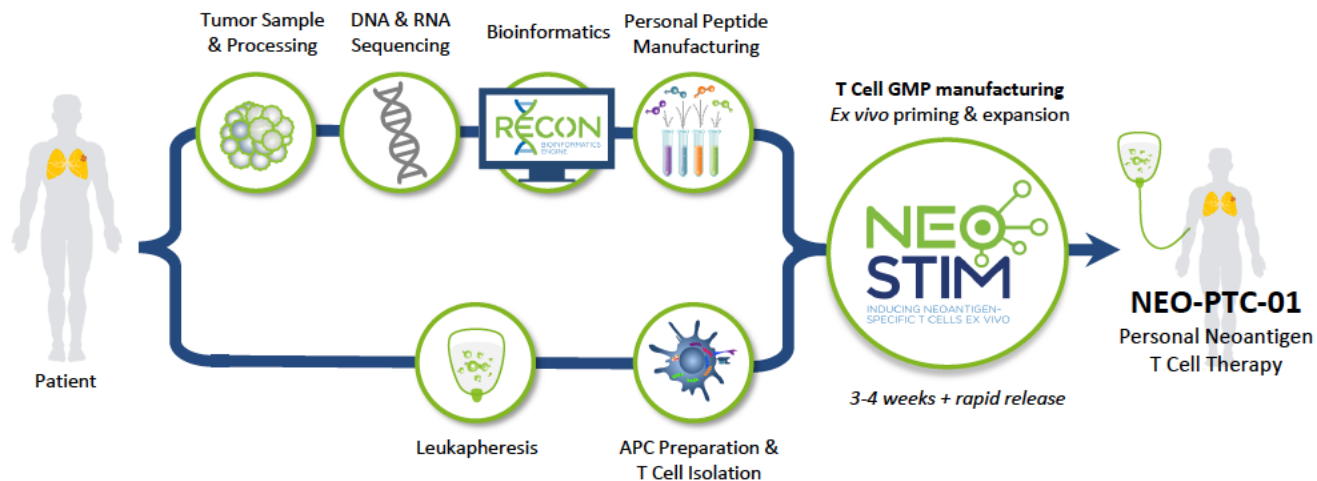 Tumor Sample
& Processing
DNA & RNA
Sequencing
Bioinformatics
Personal Peptide
Manufacturing
RECON
BIOINFORMATICS
ENGINE
T Cell GMP manufacturing
Ex vivo priming & expansion
NEO
STIM
INDUCING NEOANTIGEN-
SPECIFIC T CELLS EX VIVO
3-4 weeks + rapid release
NEO-PTC-01
Personal Neoantigen
T Cell Therapy
Patient
Leukapheresis
APC Preparation &
T Cell Isolation